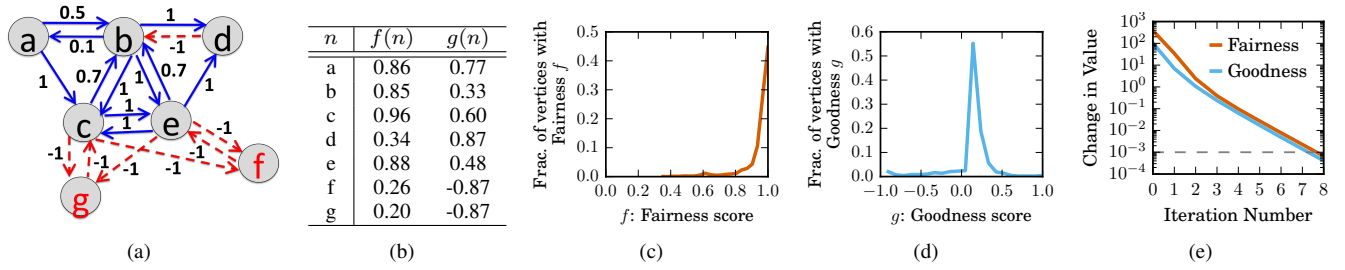 a
b
d
c
e
f
g
0.5
1
0.1
-1
1
0.7
1
1
0.7
1
1
1
-1
-1
-1
-1
-1
-1
-1
(a)
n f(n) g(n)
a 0.86 0.77
b 0.85 0.33
c 0.96 0.60
d 0.34 0.87
e 0.88 0.48
f 0.26 -0.87
g 0.20 -0.87
(b)
Frac. of vertices with
Fairness f
0.5
0.4
0.3
0.2
0.1
0.0
0.0 0.2 0.4 0.6 0.8 1.0
f: Fairness score
(c)
Frac. of vertices with
Goodness g
0.6
0.5
0.4
0.3
0.2
0.1
0.0
−1.0 −0.5 0.0 0.5 1.0
g: Goodness score
(d)
Change in Value
10³
10²
10¹
10⁰
10⁻¹
10⁻²
10⁻³
10⁻⁴
Fairness
Goodness
0 1 2 3 4 5 6 7 8
Iteration Number
(e)